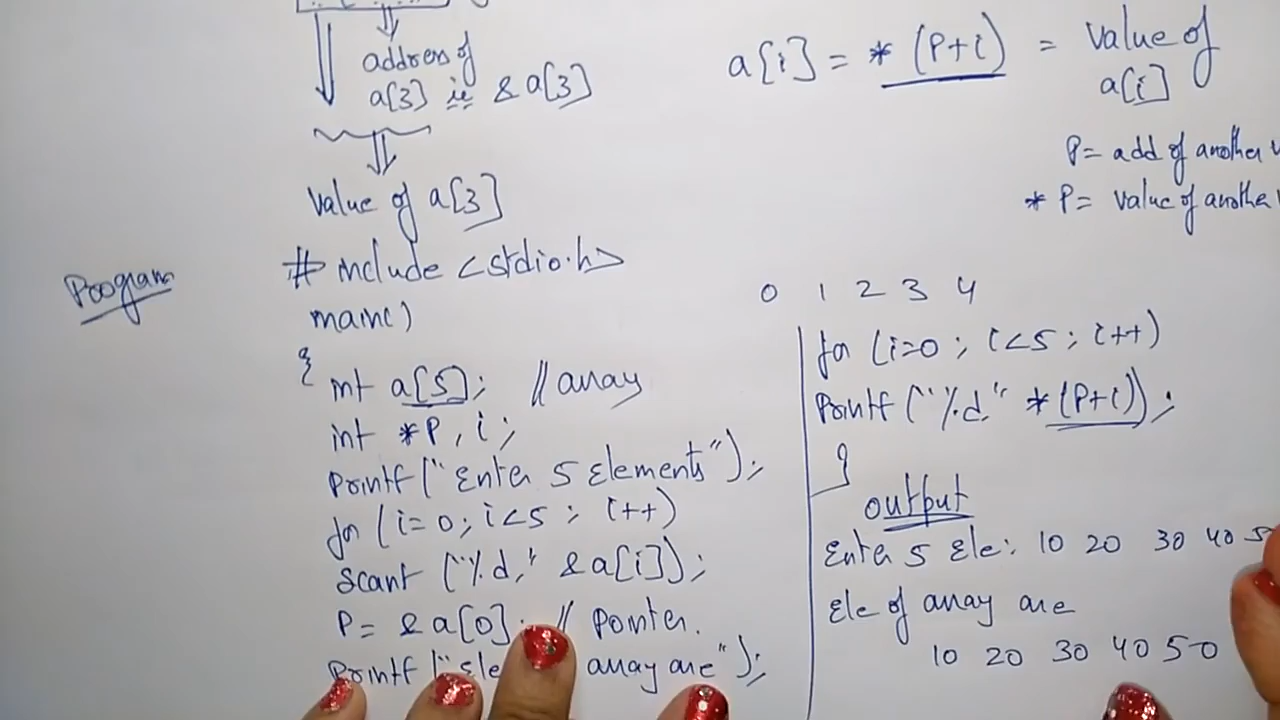 address of
a[3] ie & a[3]
value of a[3]
a[i] = * (P+i) = value of
a[i]
P= add of another
* P= value of another
Program
# include <stdio.h>
main()
{ int a[5]; // array
int *P, i;
Printf ("Enter 5 Elements");
for (i=0; i<5; i++)
Scanf ("%d," &a[i]);
P= &a[0]; // Pointer.
Printf ("Ele array are");
0 1 2 3 4
for (i=0; i<5; i++)
Printf ("%d," *(P+i));
}
output
Enter 5 Ele: 10 20 30 40 5
Ele of array are
10 20 30 40 50